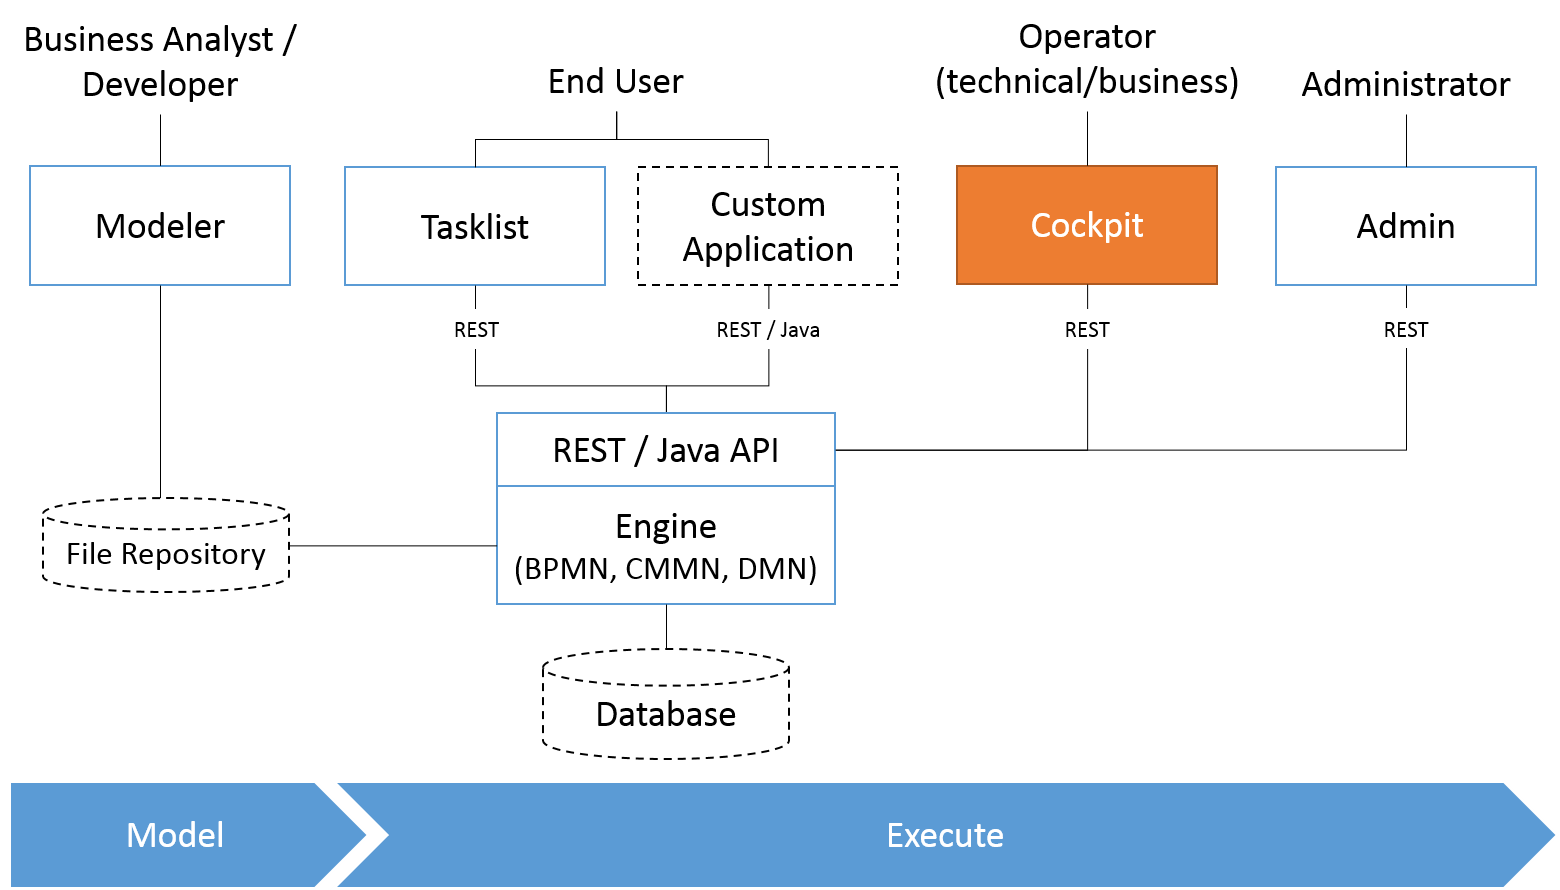 Business Analyst /
Developer
End User
Operator
(technical/business)
Administrator
Modeler
Tasklist
Custom
Application
Cockpit
Admin
REST
REST / Java
REST
REST
REST / Java API
Engine
(BPMN, CMMN, DMN)
File Repository
Database
Model
Execute